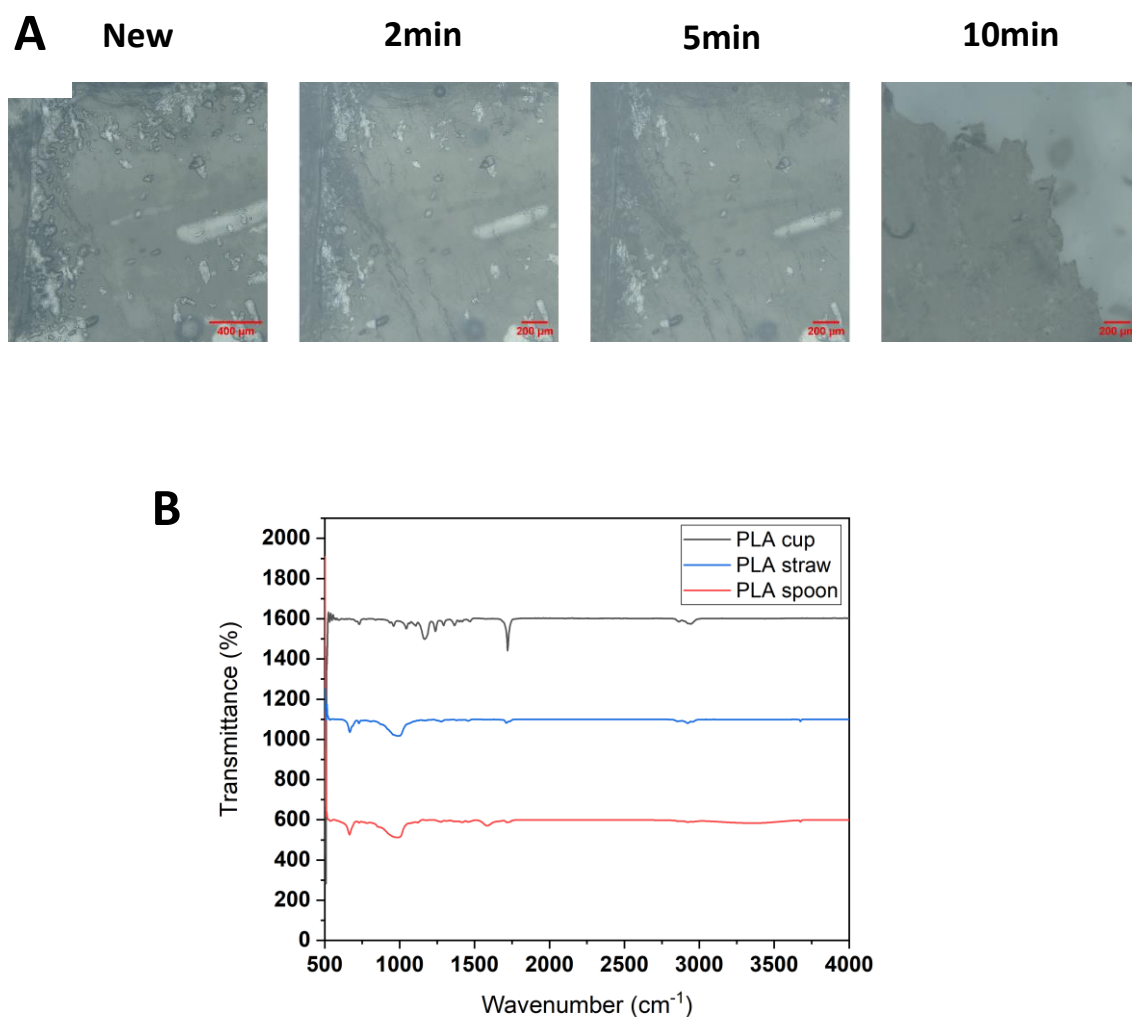 A
New
2min
5min
10min
400 μm
200 μm
200 μm
200 μm
B
PLA cup
PLA straw
PLA spoon
2000
1800
1600
1400
1200
1000
800
600
400
200
0
Transmittance (%)
500 1000 1500 2000 2500 3000 3500 4000
Wavenumber (cm⁻¹)